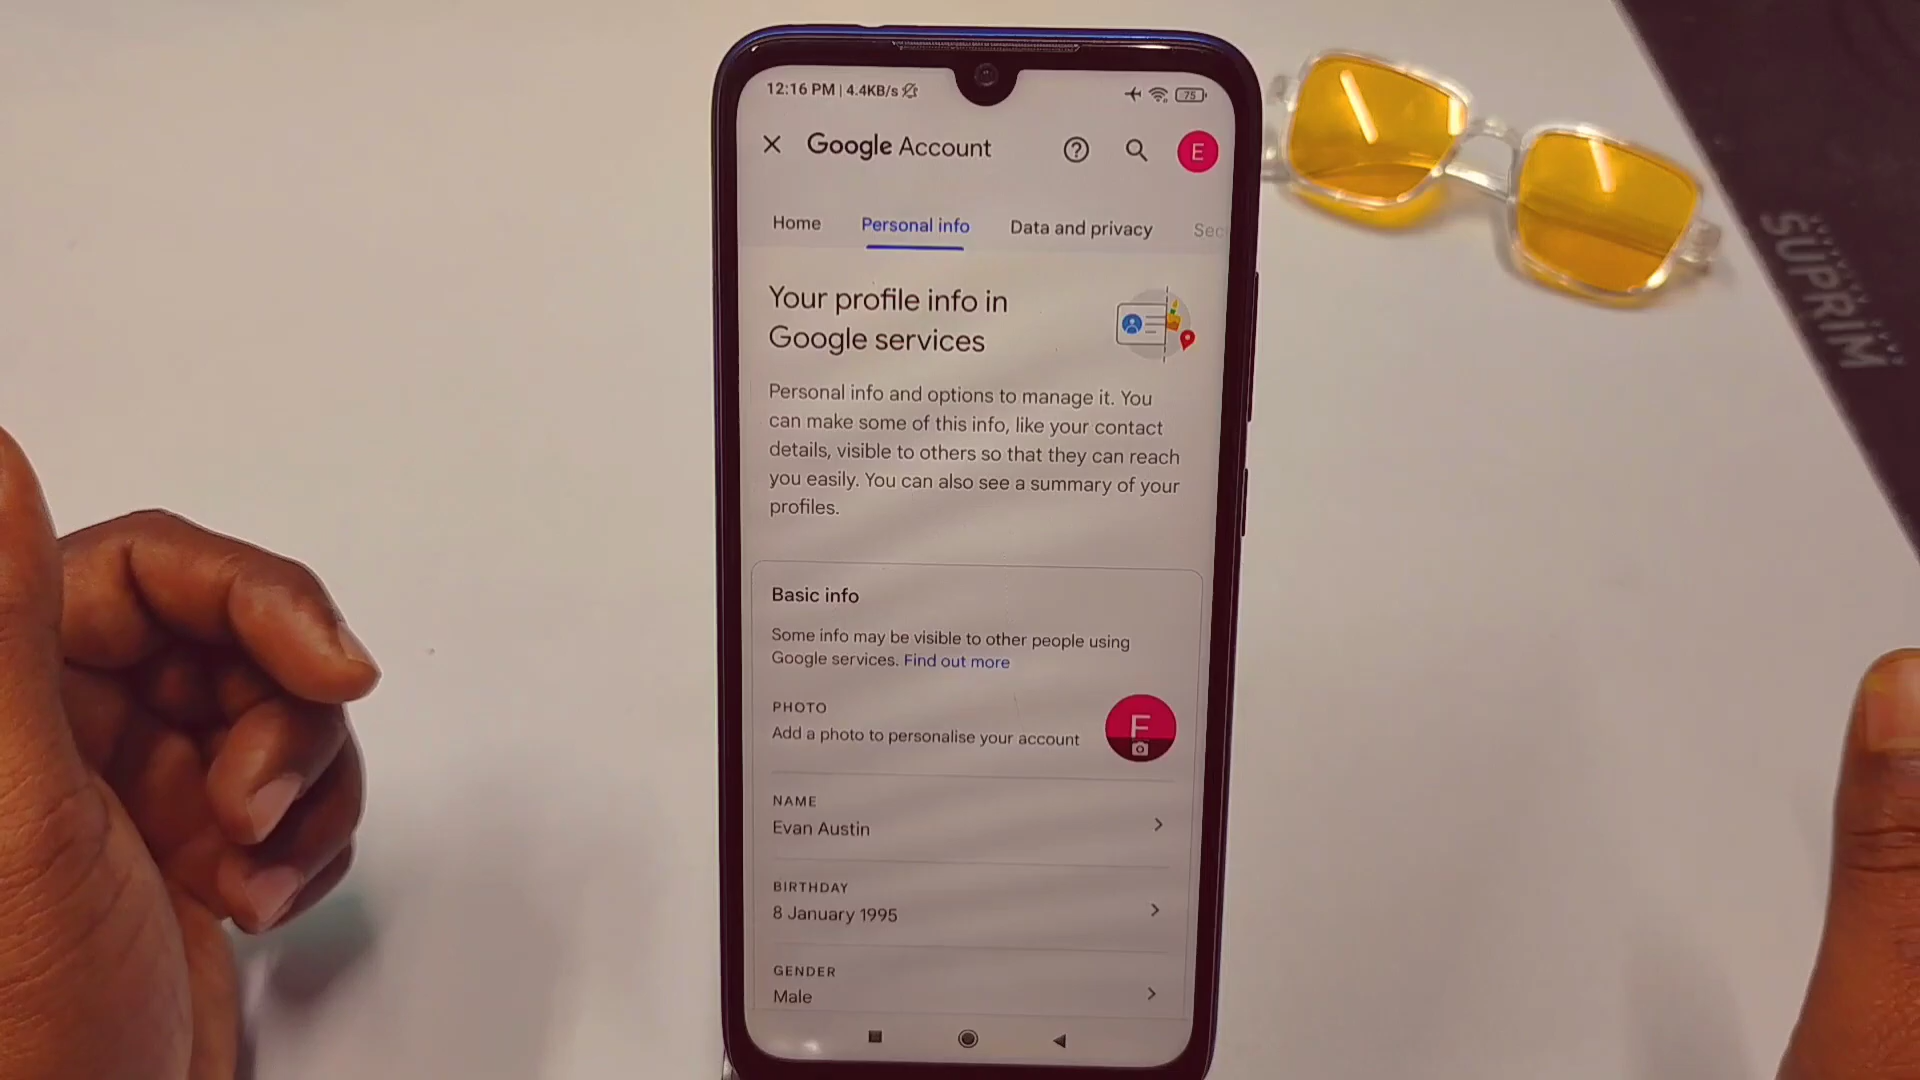 12:16 PM | 4.4KB/s
75
Google Account
E
Home Personal info Data and privacy Sec
Your profile info in
Google services
Personal info and options to manage it. You
can make some of this info, like your contact
details, visible to others so that they can reach
you easily. You can also see a summary of your
profiles.
Basic info
Some info may be visible to other people using
Google services. Find out more
PHOTO
Add a photo to personalise your account
E
NAME
Evan Austin
BIRTHDAY
8 January 1995
GENDER
Male
SUPRIM